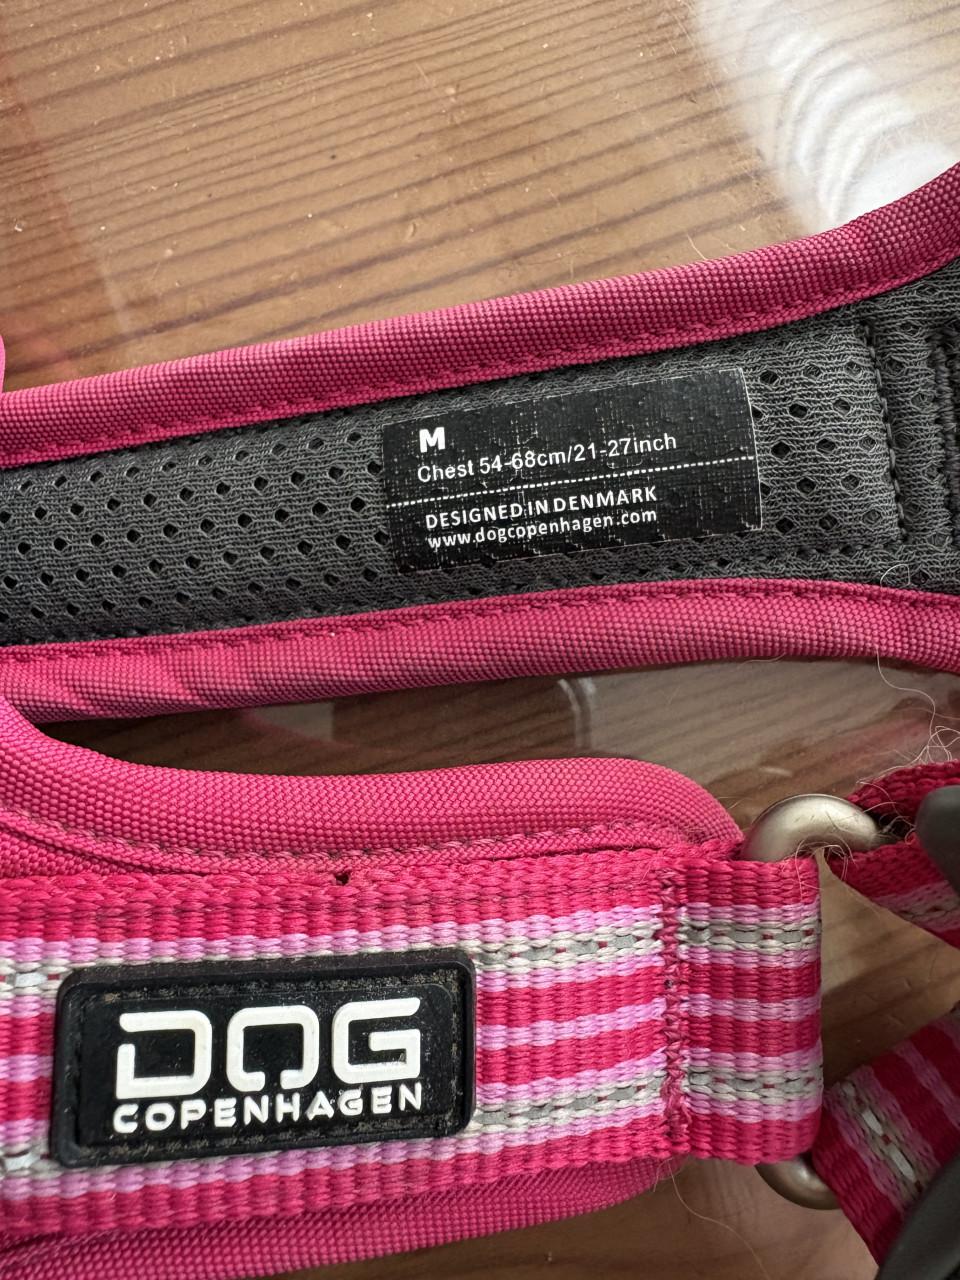 M
Chest 54-68cm/21-27inch
DESIGNED IN DENMARK
www.dogcopenhagen.com
DOG
COPENHAGEN